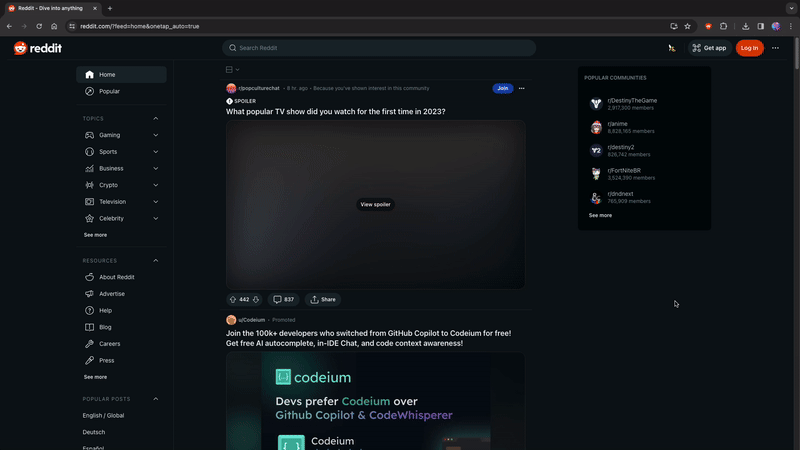 Reddit - Dive into anything
reddit.com/?feed=home&onetap_auto=true
reddit
Search Reddit
Get app
Log In
Home
Popular
TOPICS
Gaming
Sports
Business
Crypto
Television
Celebrity
See more
RESOURCES
About Reddit
Advertise
Help
Blog
Careers
Press
See more
POPULAR POSTS
English / Global
Deutsch
Español
r/popculturechat • 8 hr. ago • Because you've shown interest in this community
Join
SPOILER
What popular TV show did you watch for the first time in 2023?
View spoiler
442
837
Share
u/Codeium • Promoted
Join the 100k+ developers who switched from GitHub Copilot to Codeium for free!
Get free AI autocomplete, in-IDE Chat, and code context awareness!
codeium
Devs prefer Codeium over
Github Copilot & CodeWhisperer
Codeium
POPULAR COMMUNITIES
r/DestinyTheGame
2,917,300 members
r/anime
8,828,165 members
r/destiny2
826,742 members
r/FortNiteBR
3,524,390 members
r/dndnext
765,909 members
See more